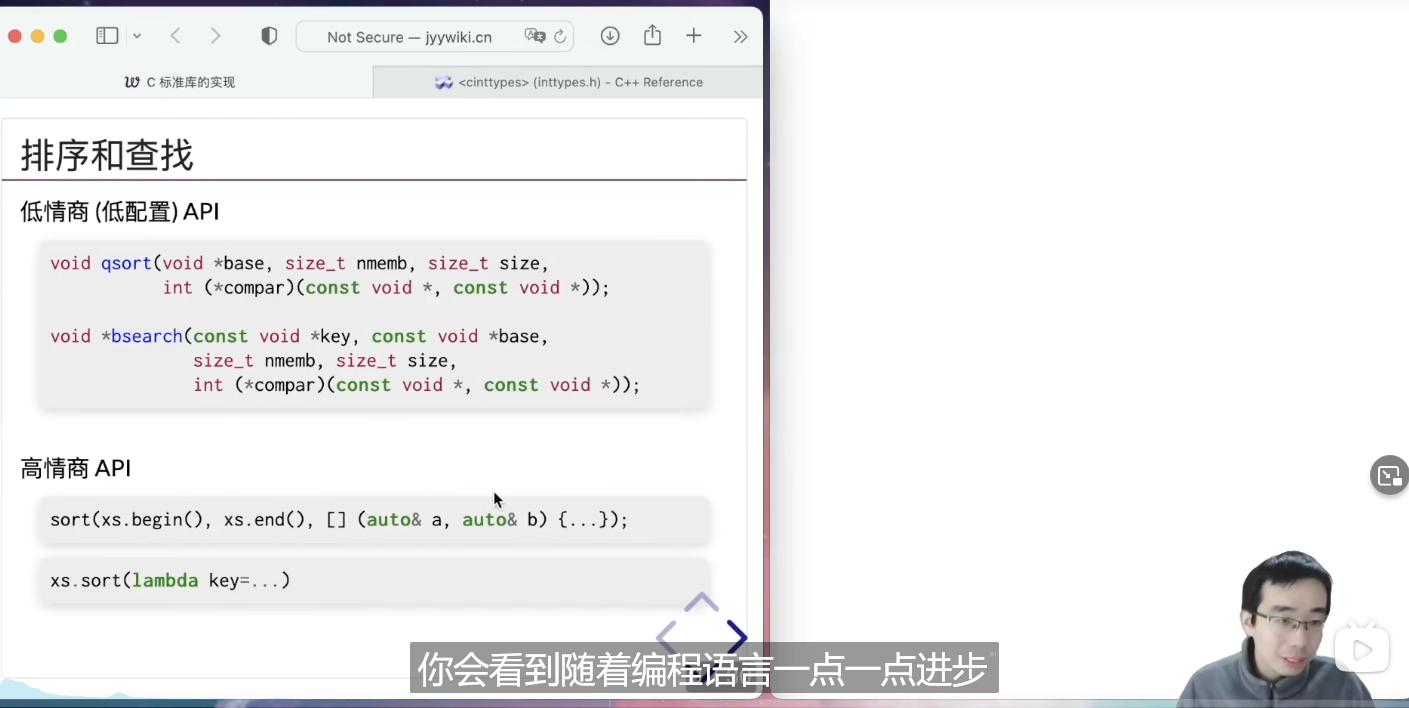 Not Secure — jyywiki.cn
C 标准库的实现
<cinttypes> (inttypes.h) - C++ Reference
排序和查找
低情商 (低配置) API
void qsort(void *base, size_t nmemb, size_t size,
int (*compar)(const void *, const void *));
void *bsearch(const void *key, const void *base,
size_t nmemb, size_t size,
int (*compar)(const void *, const void *));
高情商 API
sort(xs.begin(), xs.end(), [] (auto& a, auto& b) {...});
xs.sort(lambda key=...)
你会看到随着编程语言一点一点进步